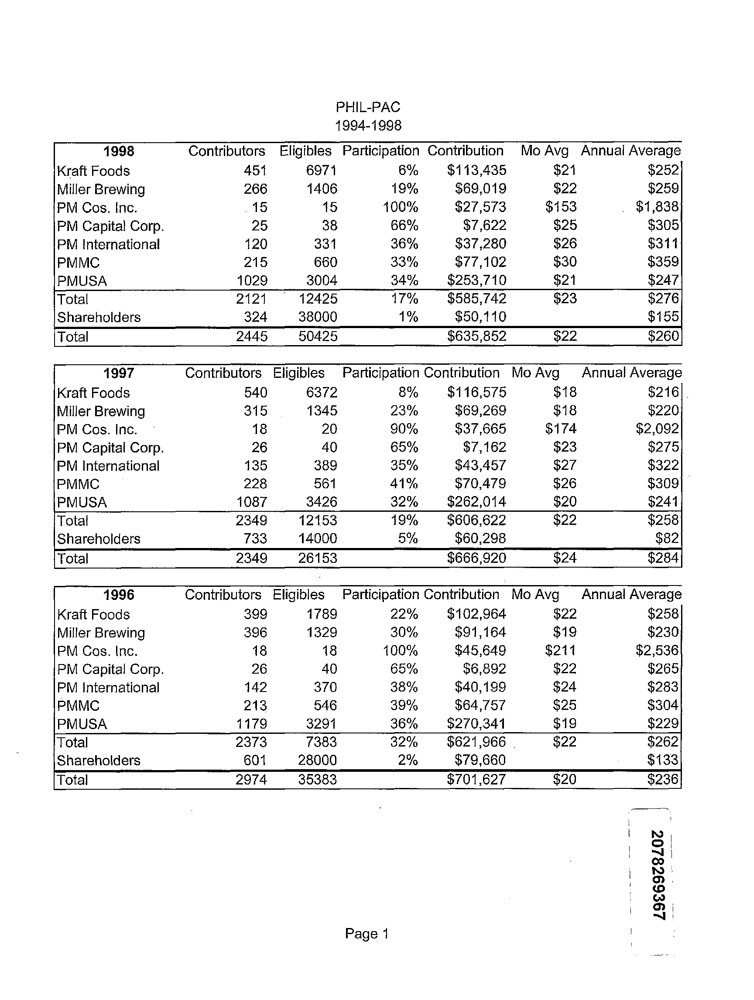 PHIL-PAC
1994-1998
1998 Contributors Eligibles Participation Contribution Mo Avg Annual Average
Kraft Foods 451 6971 6% $113,435 $21 $252
Miller Brewing 266 1406 19% $69,019 $22 $259
PM Cos. Inc. 15 15 100% $27,573 $153 $1,838
PM Capital Corp. 25 38 66% $7,622 $25 $305
PM International 120 331 36% $37,280 $26 $311
PMMC 215 660 33% $77,102 $30 $359
PMUSA 1029 3004 34% $253,710 $21 $247
Total 2121 12425 17% $585,742 $23 $276
Shareholders 324 38000 1% $50,110 $155
Total 2445 50425 $635,852 $22 $260
1997 Contributors Eligibles Participation Contribution Mo Avg Annual Average
Kraft Foods 540 6372 8% $116,575 $18 $216
Miller Brewing 315 1345 23% $69,269 $18 $220
PM Cos. Inc. 18 20 90% $37,665 $174 $2,092
PM Capital Corp. 26 40 65% $7,162 $23 $275
PM International 135 389 35% $43,457 $27 $322
PMMC 228 561 41% $70,479 $26 $309
PMUSA 1087 3426 32% $262,014 $20 $241
Total 2349 12153 19% $606,622 $22 $258
Shareholders 733 14000 5% $60,298 $82
Total 2349 26153 $666,920 $24 $284
1996 Contributors Eligibles Participation Contribution Mo Avg Annual Average
Kraft Foods 399 1789 22% $102,964 $22 $258
Miller Brewing 396 1329 30% $91,164 $19 $230
PM Cos. Inc. 18 18 100% $45,649 $211 $2,536
PM Capital Corp. 26 40 65% $6,892 $22 $265
PM International 142 370 38% $40,199 $24 $283
PMMC 213 546 39% $64,757 $25 $304
PMUSA 1179 3291 36% $270,341 $19 $229
Total 2373 7383 32% $621,966 $22 $262
Shareholders 601 28000 2% $79,660 $133
Total 2974 35383 $701,627 $20 $236
2078269367
Page 1